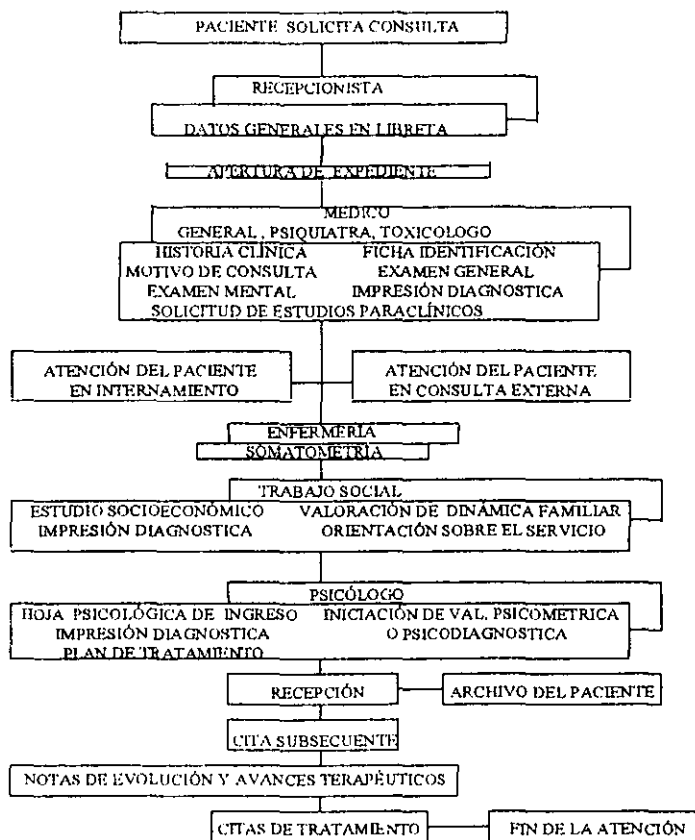 PACIENTE SOLICITA CONSULTA
RECEPCIONISTA
DATOS GENERALES EN LIBRETA
APERTURA DE EXPEDIENTE
MEDICO
GENERAL, PSIQUIATRA, TOXICOLOGO
HISTORIA CLÍNICA FICHA IDENTIFICACIÓN
MOTIVO DE CONSULTA EXAMEN GENERAL
EXAMEN MENTAL IMPRESIÓN DIAGNOSTICA
SOLICITUD DE ESTUDIOS PARACLÍNICOS
ATENCIÓN DEL PACIENTE
EN INTERNAMIENTO
ATENCIÓN DEL PACIENTE
EN CONSULTA EXTERNA
ENFERMERÍA
SOMATOMETRÍA
TRABAJO SOCIAL
ESTUDIO SOCIOECONÓMICO VALORACIÓN DE DINÁMICA FAMILIAR
IMPRESIÓN DIAGNOSTICA ORIENTACIÓN SOBRE EL SERVICIO
PSICÓLOGO
HOJA PSICOLÓGICA DE INGRESO INICIACIÓN DE VAL. PSICOMETRICA
IMPRESIÓN DIAGNOSTICA O PSICODIAGNOSTICA
PLAN DE TRATAMIENTO
RECEPCIÓN ARCHIVO DEL PACIENTE
CITA SUBSECUENTE
NOTAS DE EVOLUCIÓN Y AVANCES TERAPÉUTICOS
CITAS DE TRATAMIENTO FIN DE LA ATENCIÓN